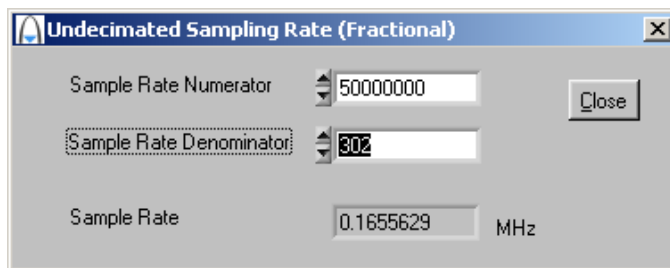 Undecimated Sampling Rate (Fractional)
Sample Rate Numerator 50000000 Close
Sample Rate Denominator 302
Sample Rate 0.1655629 MHz